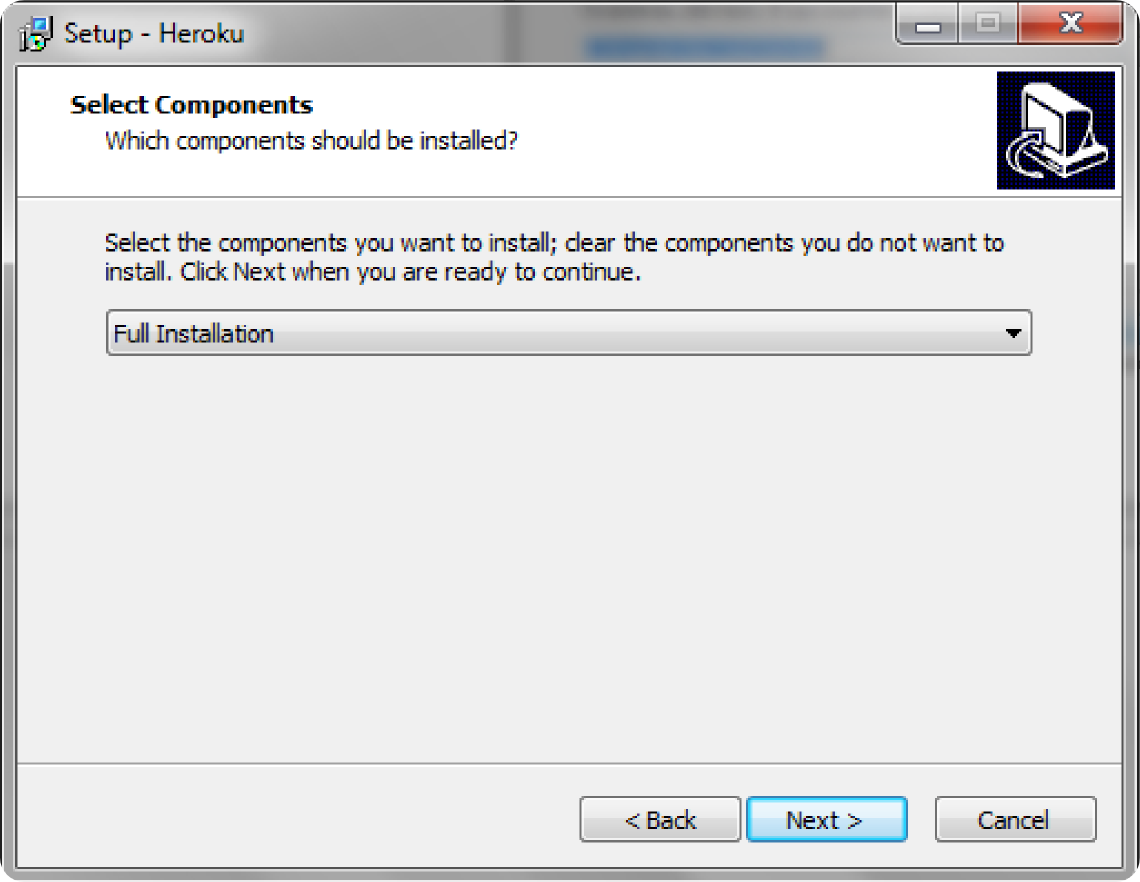 Setup - Heroku
Select Components
Which components should be installed?
Select the components you want to install; clear the components you do not want to
install. Click Next when you are ready to continue.
Full Installation
< Back
Next >
Cancel